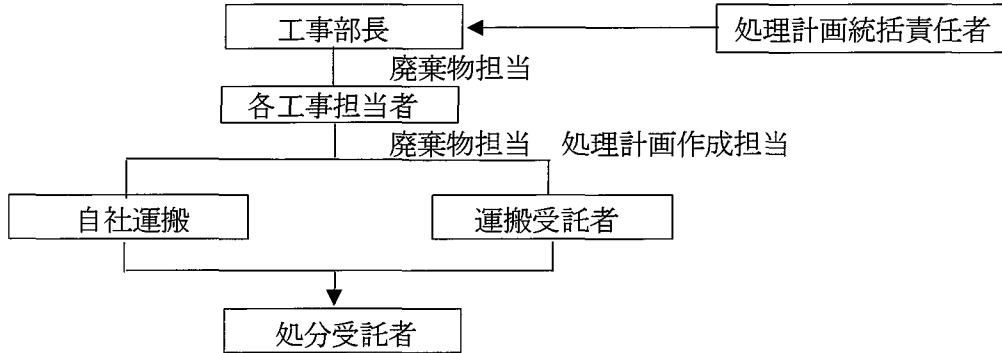 工事部長
処理計画統括責任者
廃棄物担当
各工事担当者
廃棄物担当 処理計画作成担当
自社運搬
運搬受託者
処分受託者